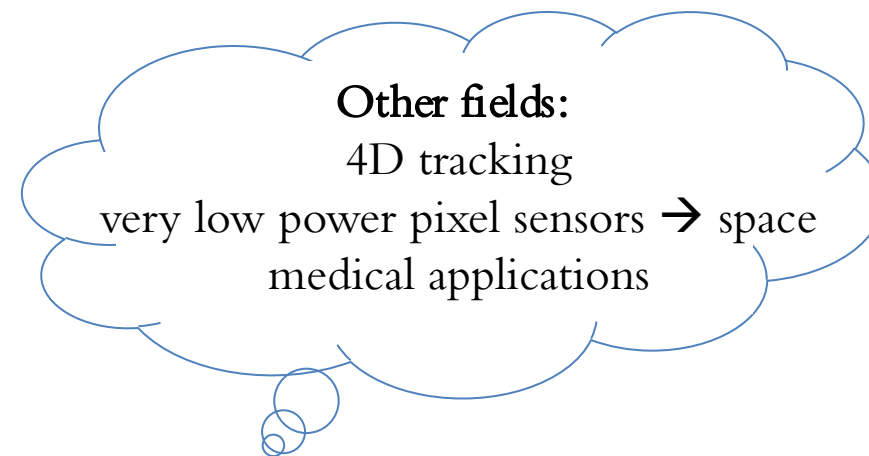 Other fields:
4D tracking
very low power pixel sensors → space
medical applications